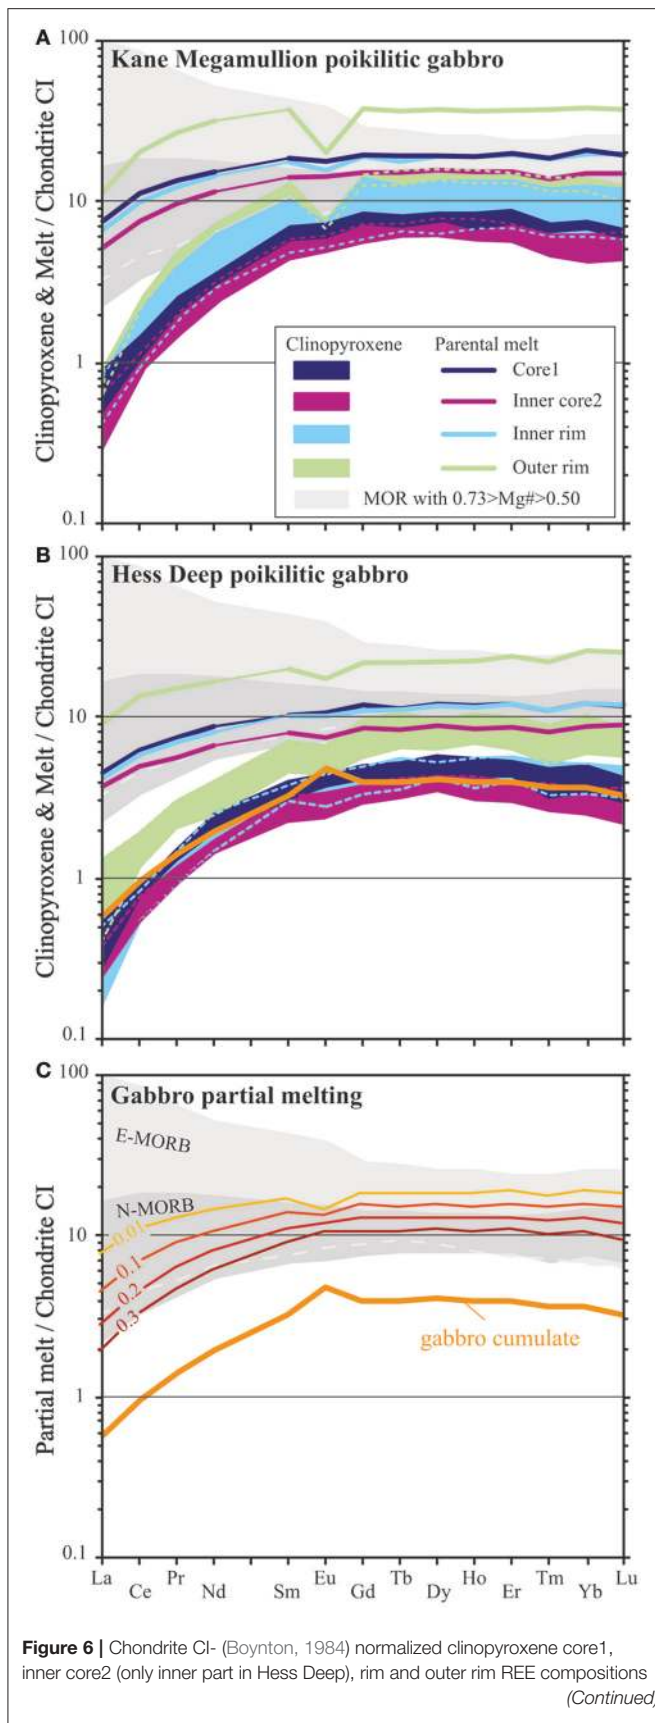 A
100
Kane Megamullion poikilitic gabbro
10
1
0.1
Clinopyroxene & Melt / Chondrite CI
Clinopyroxene Parental melt
Core1
Inner core2
Inner rim
Outer rim
MOR with 0.73>Mg#>0.50
B
100
Hess Deep poikilitic gabbro
10
1
0.1
Clinopyroxene & Melt / Chondrite CI
C
100
Gabbro partial melting
E-MORB
N-MORB
0.01
0.1
0.2
0.3
10
gabbro cumulate
1
0.1
Partial melt / Chondrite CI
La Ce Pr Nd Sm Eu Gd Tb Dy Ho Er Tm Yb Lu
Figure 6 | Chondrite CI- (Boynton, 1984) normalized clinopyroxene core1,
inner core2 (only inner part in Hess Deep), rim and outer rim REE compositions
(Continued)